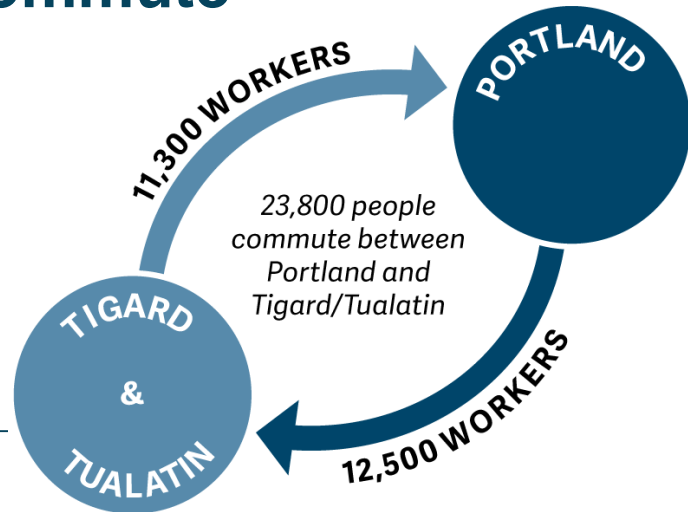 11,300 WORKERS
PORTLAND
23,800 people
commute between
Portland and
Tigard/Tualatin
TIGARD
&
TUALATIN
12,500 WORKERS